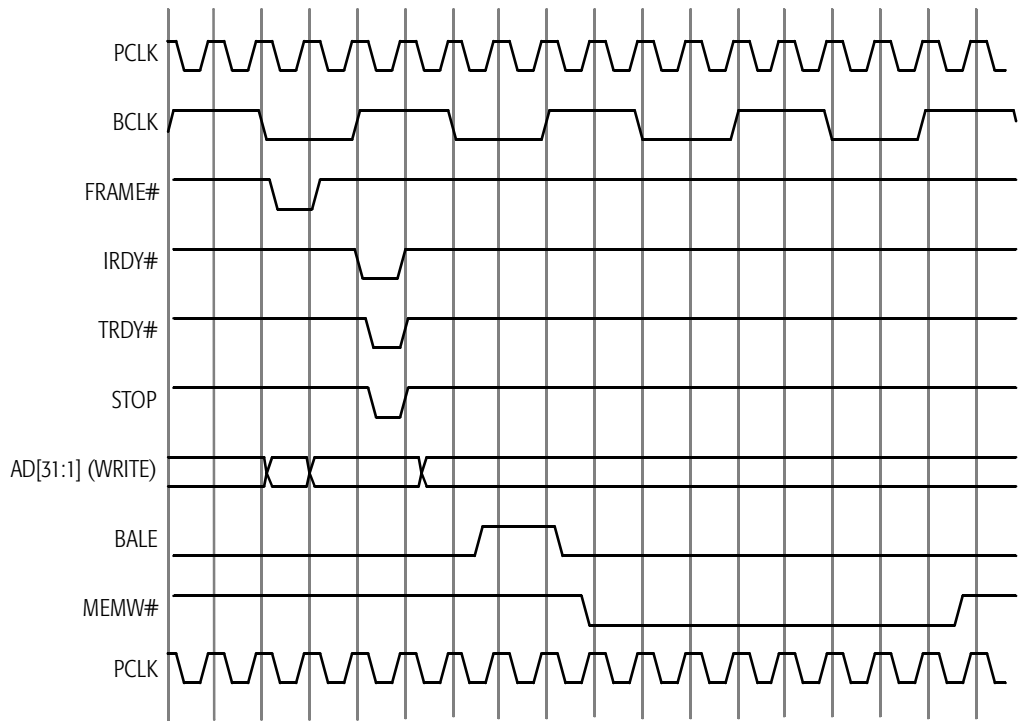 PCLK
BCLK
FRAME#
IRDY#
TRDY#
STOP
AD[31:1] (WRITE)
BALE
MEMW#
PCLK